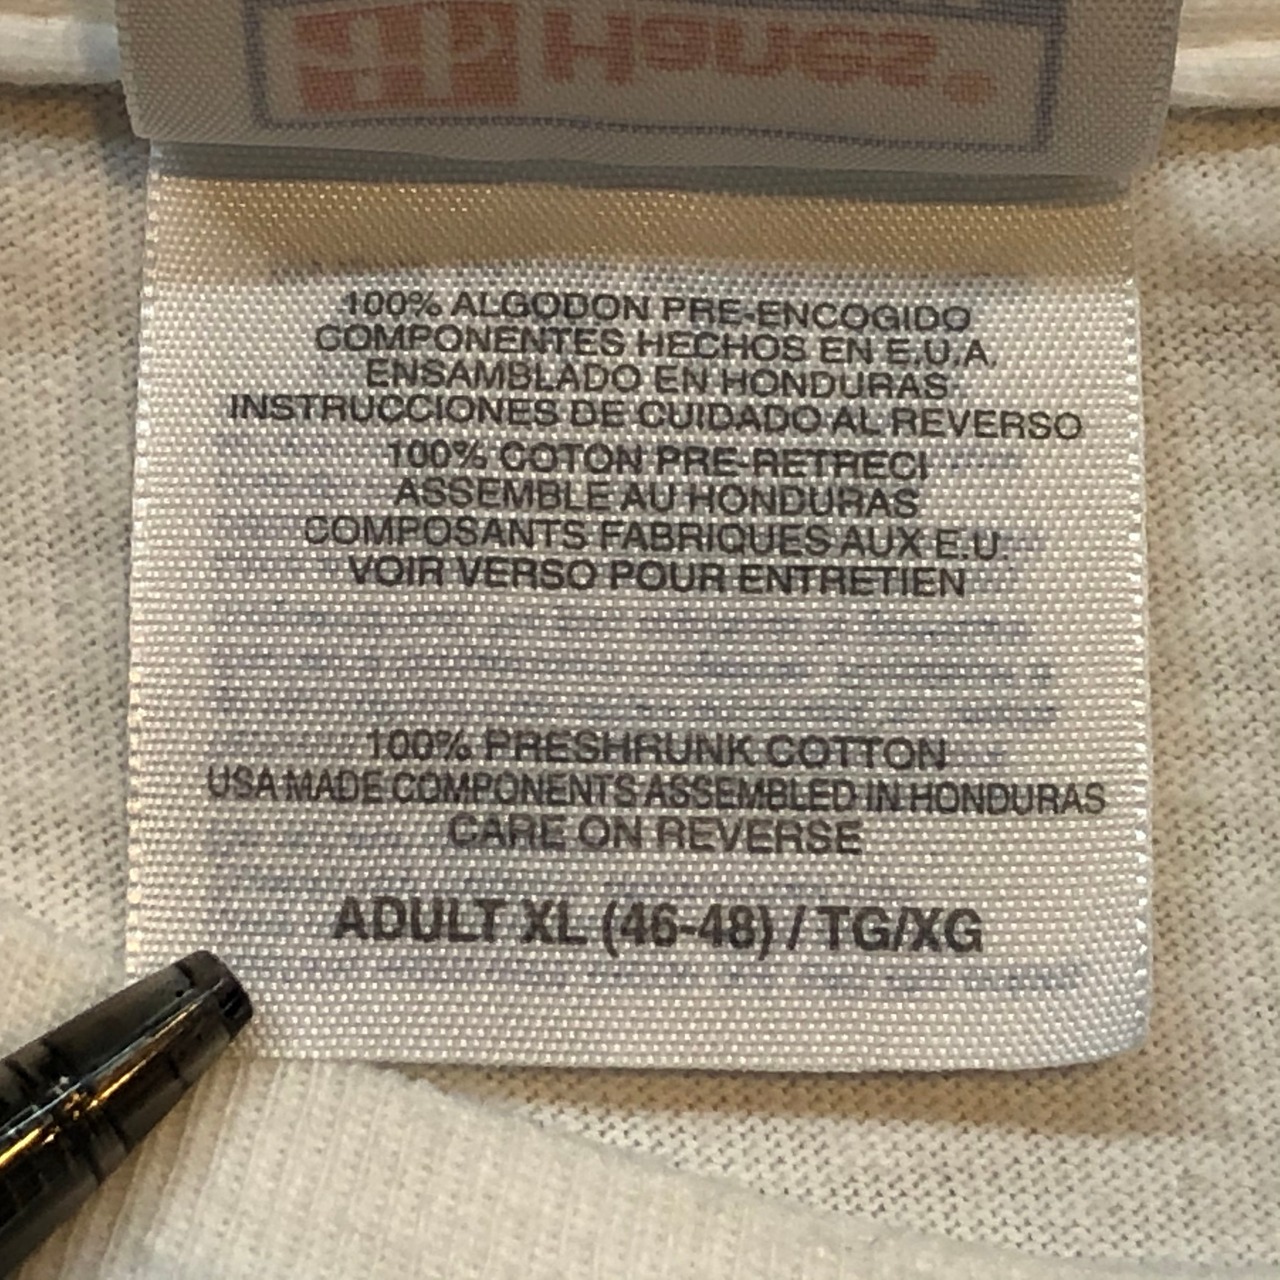 Hanes
100% ALGODON PRE-ENCOGIDO
COMPONENTES HECHOS EN E.U.A.
ENSAMBLADO EN HONDURAS
INSTRUCCIONES DE CUIDADO AL REVERSO
100% COTON PRE-RETRECI
ASSEMBLE AU HONDURAS
COMPOSANTS FABRIQUES AUX E.U.
VOIR VERSO POUR ENTRETIEN
100% PRESHRUNK COTTON
USA MADE COMPONENTS ASSEMBLED IN HONDURAS
CARE ON REVERSE
ADULT XL (46-48) / TG/XG